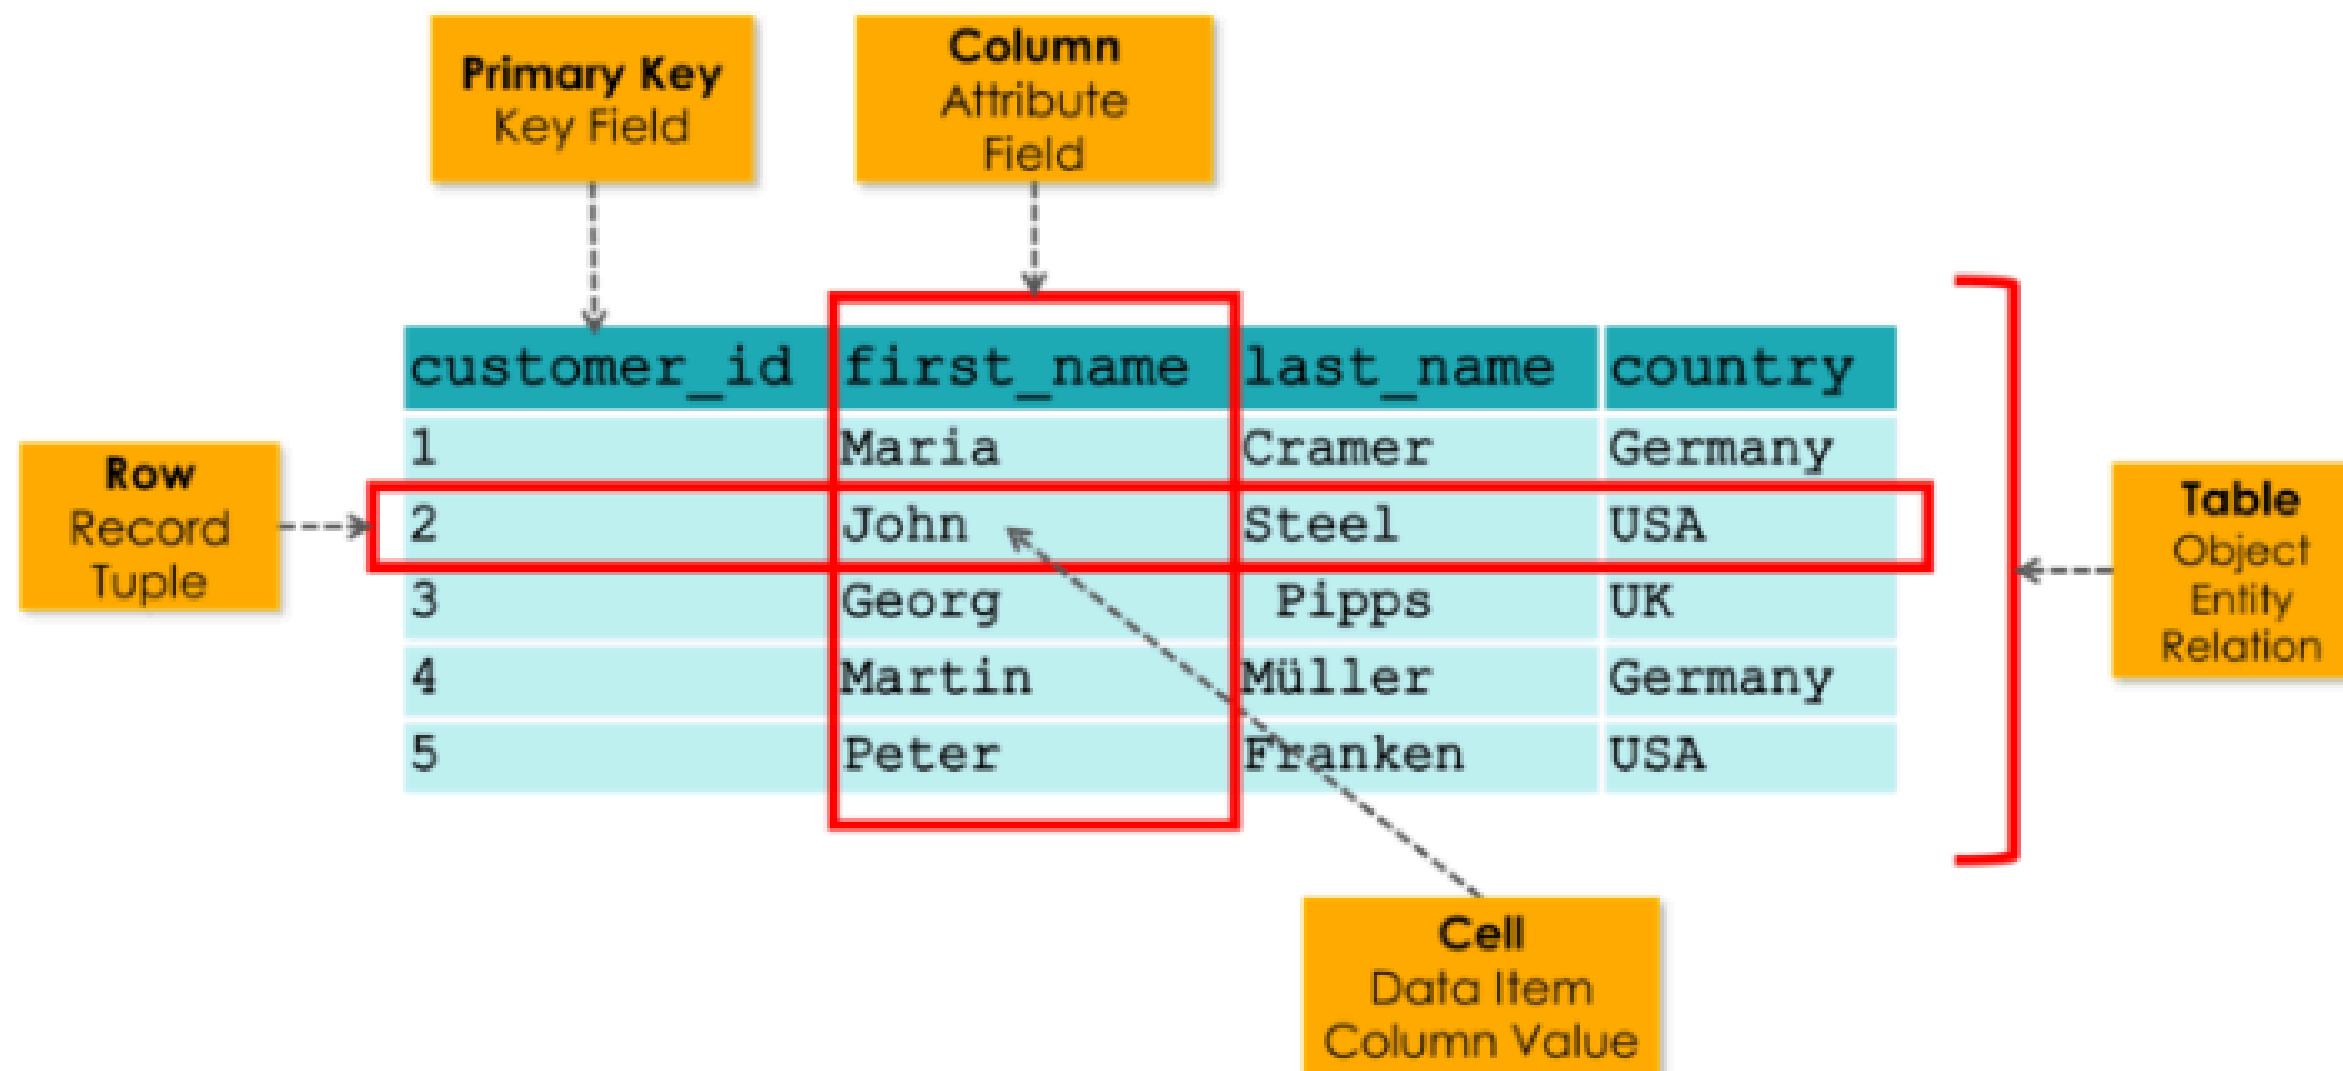 Primary Key
Key Field
Column
Attribute
Field
customer_id first_name last_name country
1 Maria Cramer Germany
2 John Steel USA
3 Georg Pipps UK
4 Martin Müller Germany
5 Peter Franken USA
Row
Record
Tuple
Table
Object
Entity
Relation
Cell
Data Item
Column Value